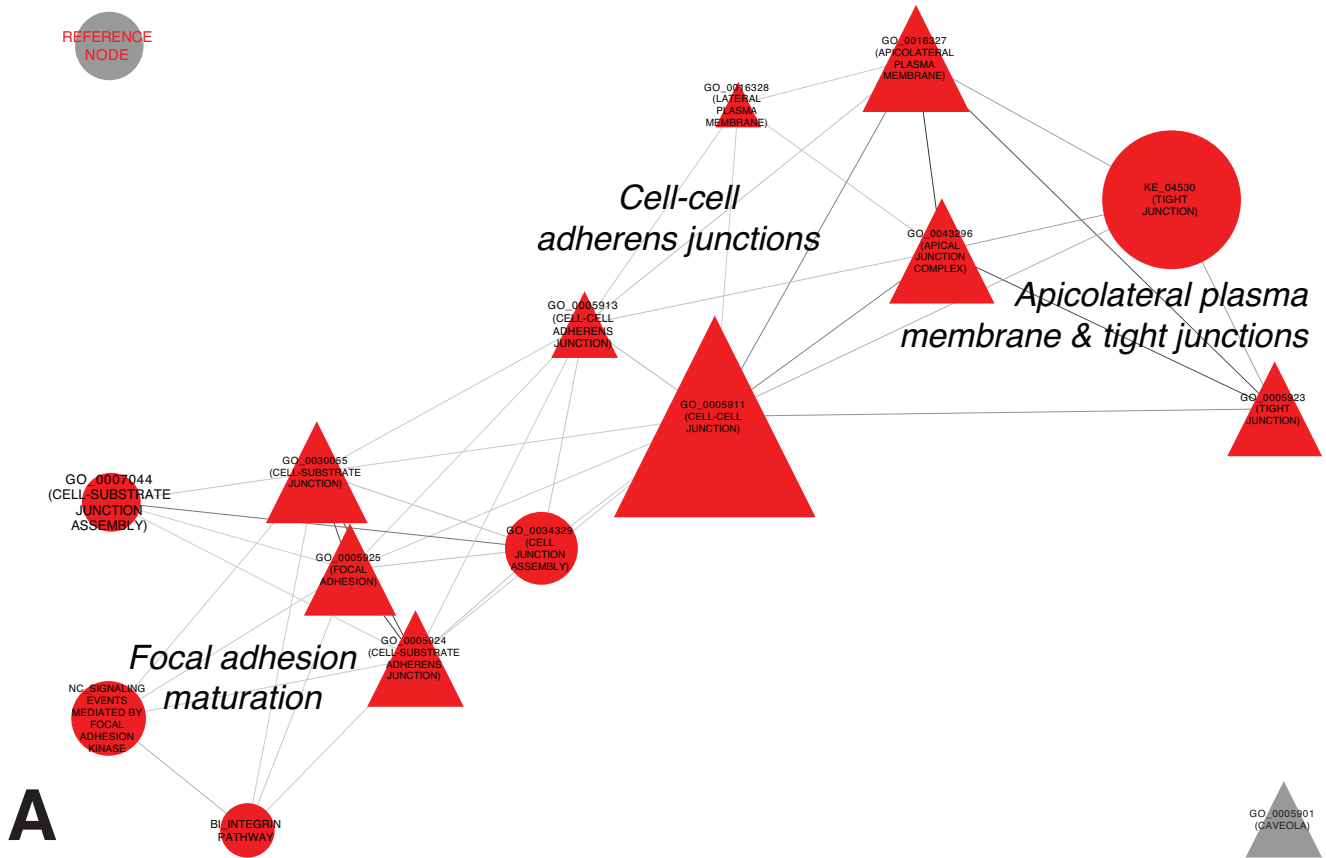 REFERENCE
NODE
GO_0016327
(APICOLATERAL
PLASMA
MEMBRANE)
GO_0016328
(LATERAL
PLASMA
MEMBRANE)
KE_04530
(TIGHT
JUNCTION)
Cell-cell
adherens junctions
GO_0043296
(APICAL
JUNCTION
COMPLEX)
Apicolateral plasma
membrane & tight junctions
GO_0005913
(CELL-CELL
ADHERENS
JUNCTION)
GO_0005911
(CELL-CELL
JUNCTION)
GO_0005923
(TIGHT
JUNCTION)
GO_0030055
(CELL-SUBSTRATE
JUNCTION)
GO_0007044
(CELL-SUBSTRATE
JUNCTION
ASSEMBLY)
GO_0034329
(CELL
JUNCTION
ASSEMBLY)
GO_0005925
(FOCAL
ADHESION)
GO_0005924
(CELL-SUBSTRATE
ADHERENS
JUNCTION)
Focal adhesion
maturation
NC_SIGNALING
EVENTS
MEDIATED BY
FOCAL
ADHESION
KINASE
BI_INTEGRIN
PATHWAY
A
GO_0005901
(CAVEOLA)